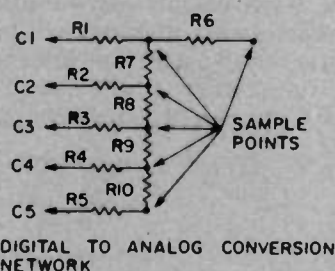 C1 R1 R6
R7
C2 R2
R8
C3 R3 SAMPLE
R9 POINTS
C4 R4
R10
C5 R5
DIGITAL TO ANALOG CONVERSION
NETWORK